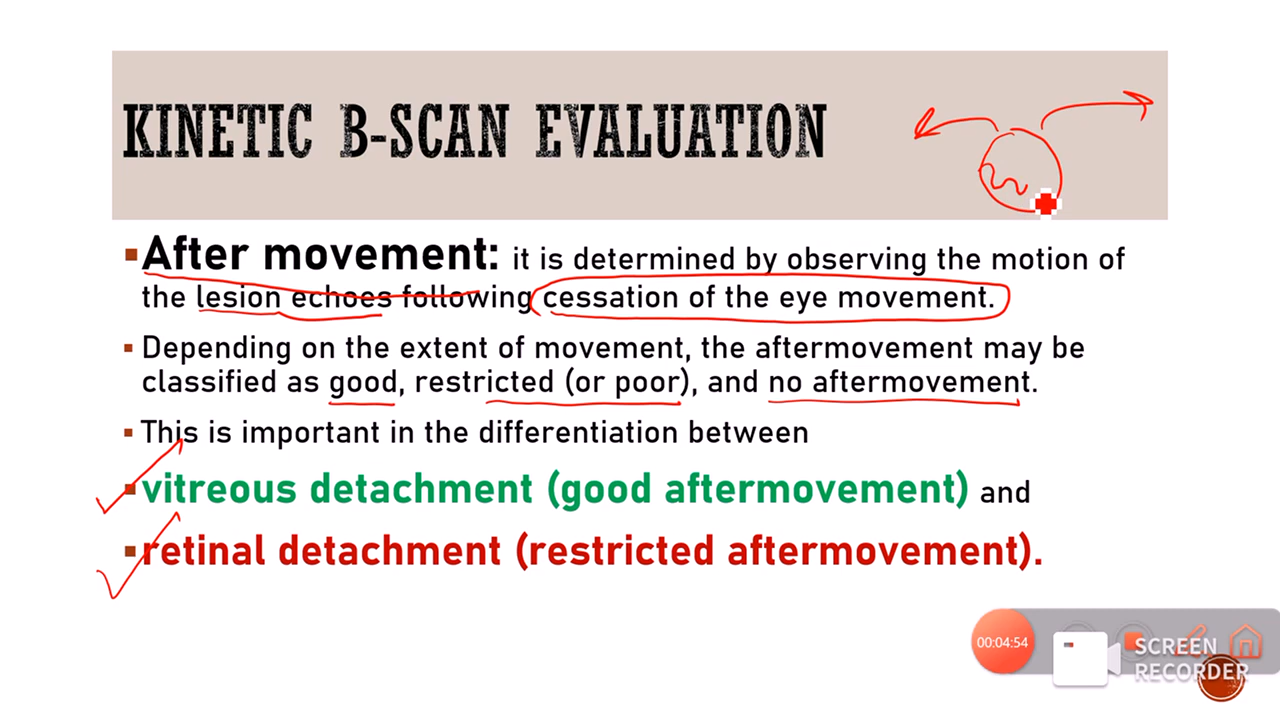 KINETIC B-SCAN EVALUATION
▪After movement: it is determined by observing the motion of
the lesion echoes following cessation of the eye movement.
▪ Depending on the extent of movement, the aftermovement may be
classified as good, restricted (or poor), and no aftermovement.
▪ This is important in the differentiation between
▪vitreous detachment (good aftermovement) and
▪retinal detachment (restricted aftermovement).
00:04:54
SCREEN
RECORDER